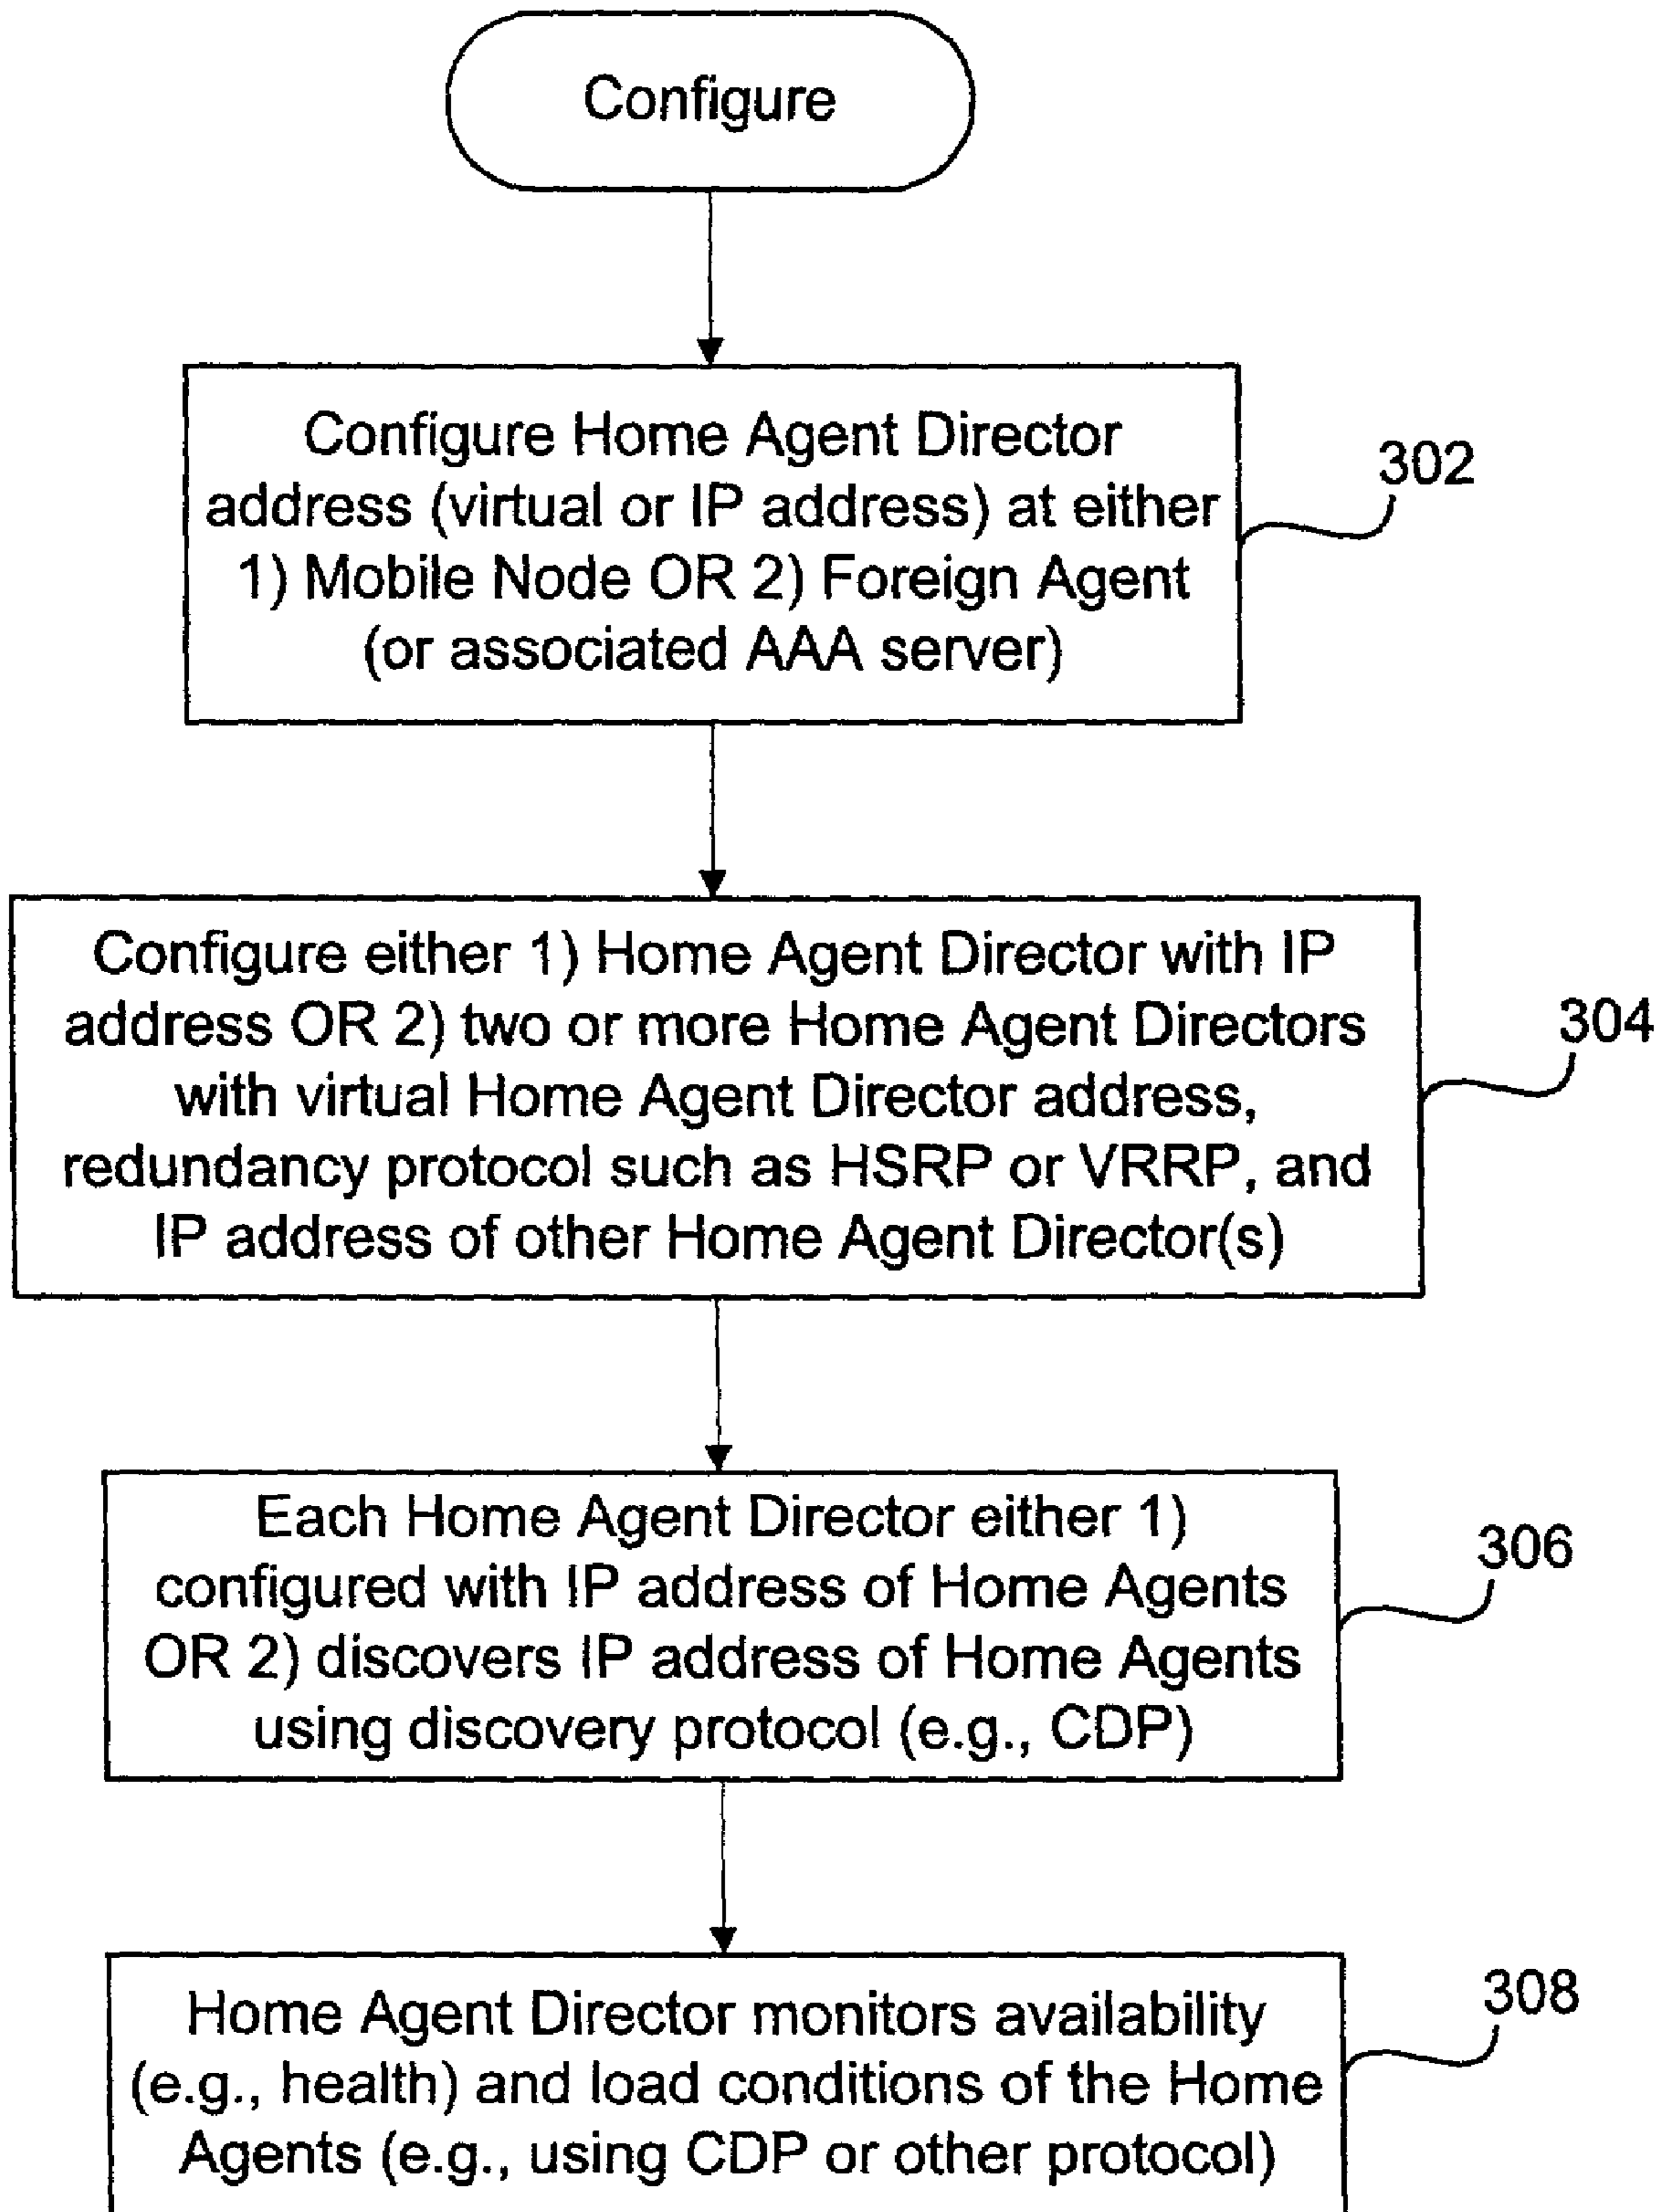 Configure
Configure Home Agent Director
address (virtual or IP address) at either
1) Mobile Node OR 2) Foreign Agent
(or associated AAA server)
302
Configure either 1) Home Agent Director with IP
address OR 2) two or more Home Agent Directors
with virtual Home Agent Director address,
redundancy protocol such as HSRP or VRRP, and
IP address of other Home Agent Director(s)
304
Each Home Agent Director either 1)
configured with IP address of Home Agents
OR 2) discovers IP address of Home Agents
using discovery protocol (e.g., CDP)
306
Home Agent Director monitors availability
(e.g., health) and load conditions of the Home
Agents (e.g., using CDP or other protocol)
308